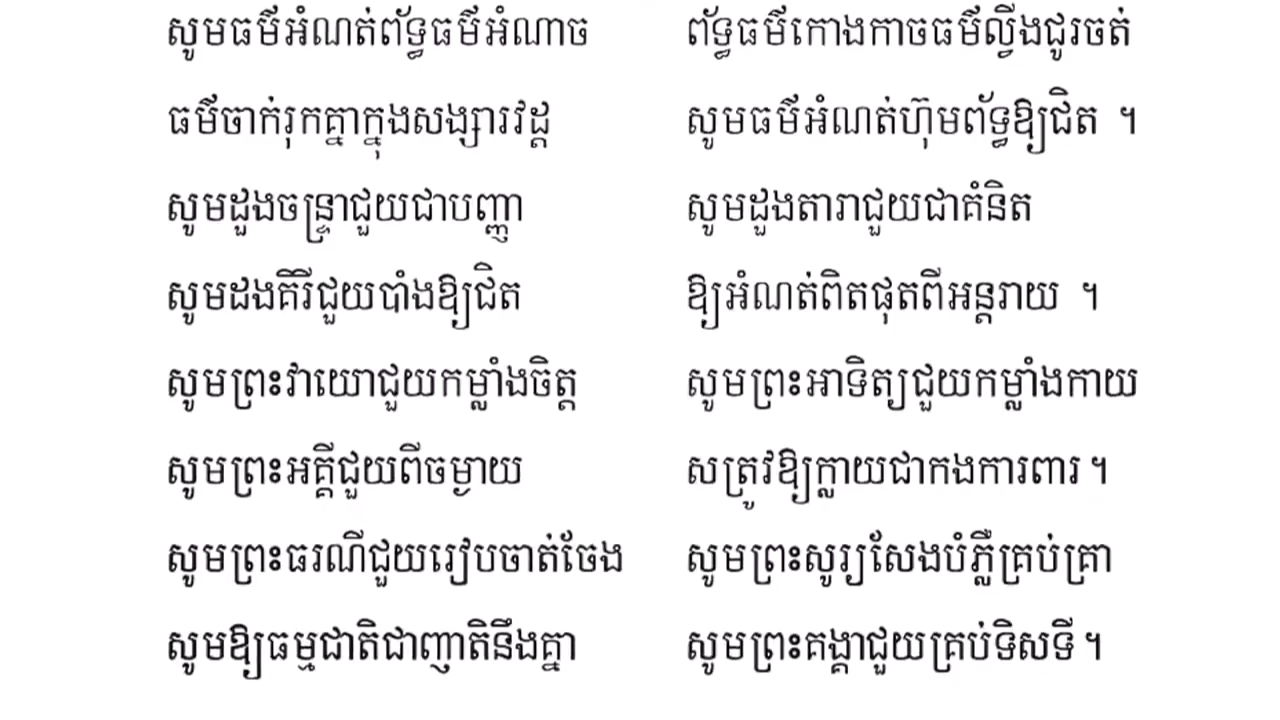 សូមធម៌អំណត់ព័ទ្ធធម៌អំណាច ព័ទ្ធធម៌កោងកាចធម៌ល្វីងជូរចត់
ធម៌ចាក់រុកគ្នាក្នុងសង្សារវដ្ដ សូមធម៌អំណត់ហ៊ុមព័ទ្ធឱ្យជិត ។
សូមដួងចន្ទ្រាជួយជាបញ្ញា សូមដួងតារាជួយជាគំនិត
សូមដងគិរីជួយបាំងឱ្យជិត ឱ្យអំណត់ពិតផុតពីអន្តរាយ ។
សូមព្រះវាយោជួយកម្លាំងចិត្ត សូមព្រះអាទិត្យជួយកម្លាំងកាយ
សូមព្រះអគ្គីជួយពីចម្ងាយ សត្រូវឱ្យក្លាយជាកងការពារ ។
សូមព្រះធរណីជួយរៀបចាត់ចែង សូមព្រះសូរ្យសែងបំភ្លឺគ្រប់គ្រា
សូមឱ្យធម្មជាតិជាញាតិនឹងគ្នា សូមព្រះគង្គាជួយគ្រប់ទិសទី ។